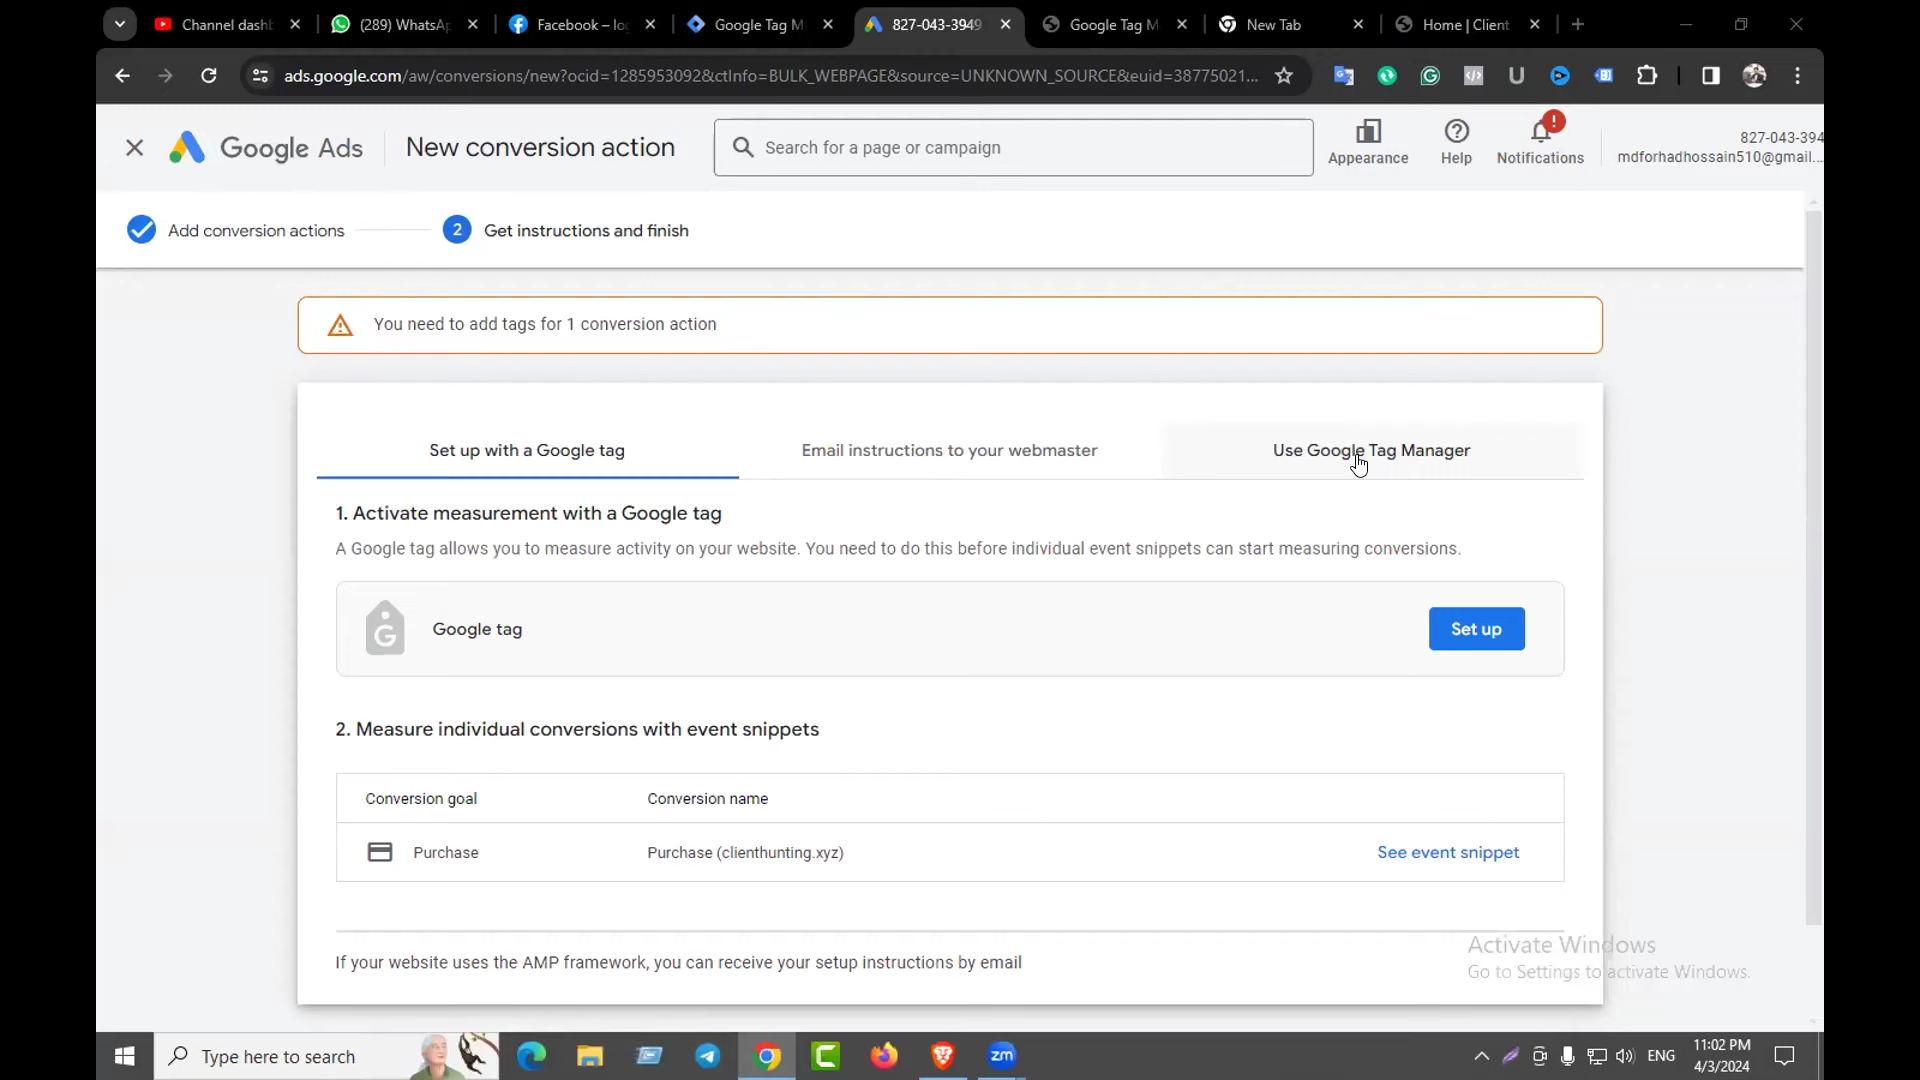 Channel dashb
(289) WhatsAp
Facebook – log
Google Tag M
827-043-3949
Google Tag M
New Tab
Home | Client
ads.google.com/aw/conversions/new?ocid=1285953092&ctInfo=BULK_WEBPAGE&source=UNKNOWN_SOURCE&euid=38775021...
Google Ads
New conversion action
Search for a page or campaign
Appearance
Help
Notifications
827-043-394
mdforhadhossain510@gmail....
Add conversion actions
2
Get instructions and finish
You need to add tags for 1 conversion action
Set up with a Google tag
Email instructions to your webmaster
Use Google Tag Manager
1. Activate measurement with a Google tag
A Google tag allows you to measure activity on your website. You need to do this before individual event snippets can start measuring conversions.
Google tag
Set up
2. Measure individual conversions with event snippets
Conversion goal
Conversion name
Purchase
Purchase (clienthunting.xyz)
See event snippet
If your website uses the AMP framework, you can receive your setup instructions by email
Activate Windows
Go to Settings to activate Windows.
Type here to search
zm
ENG
11:02 PM
4/3/2024